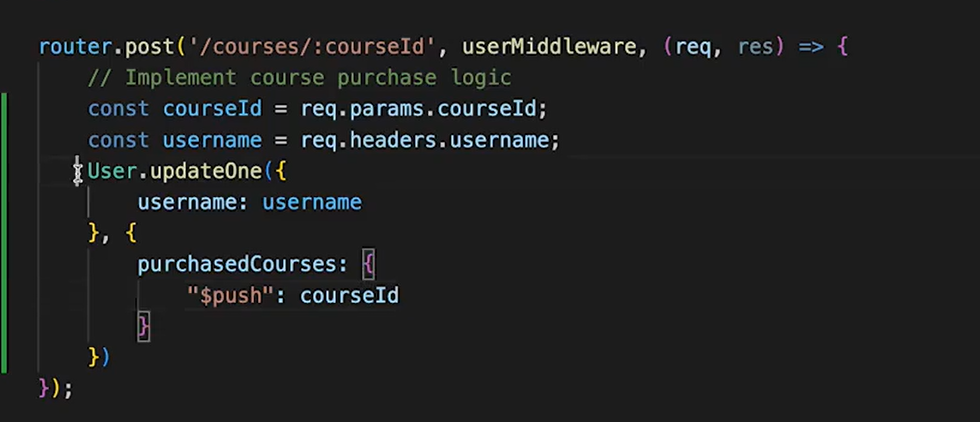 router.post('/courses/:courseId', userMiddleware, (req, res) => {
    // Implement course purchase logic
    const courseId = req.params.courseId;
    const username = req.headers.username;
    User.updateOne({
        username: username
    }, {
        purchasedCourses: {
            "$push": courseId
        }
    })
});